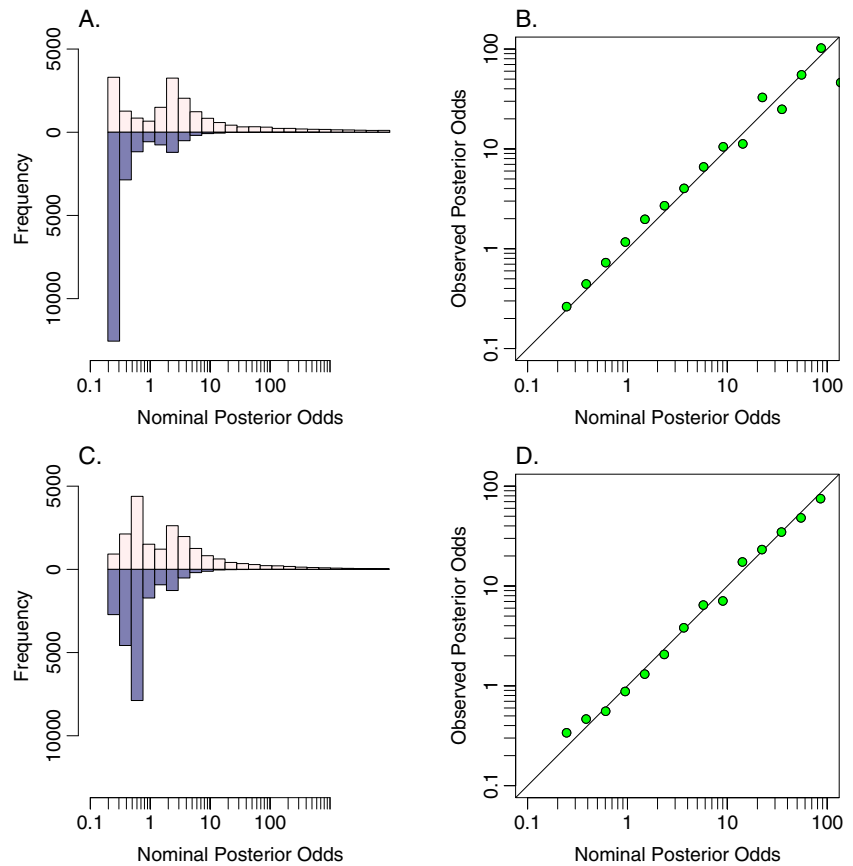 A.
5000
0
5000
10000
Frequency
0.1 1 10 100
Nominal Posterior Odds
B.
100
10
1
0.1
Observed Posterior Odds
0.1 1 10 100
Nominal Posterior Odds
C.
5000
0
5000
10000
Frequency
0.1 1 10 100
Nominal Posterior Odds
D.
100
10
1
0.1
Observed Posterior Odds
0.1 1 10 100
Nominal Posterior Odds